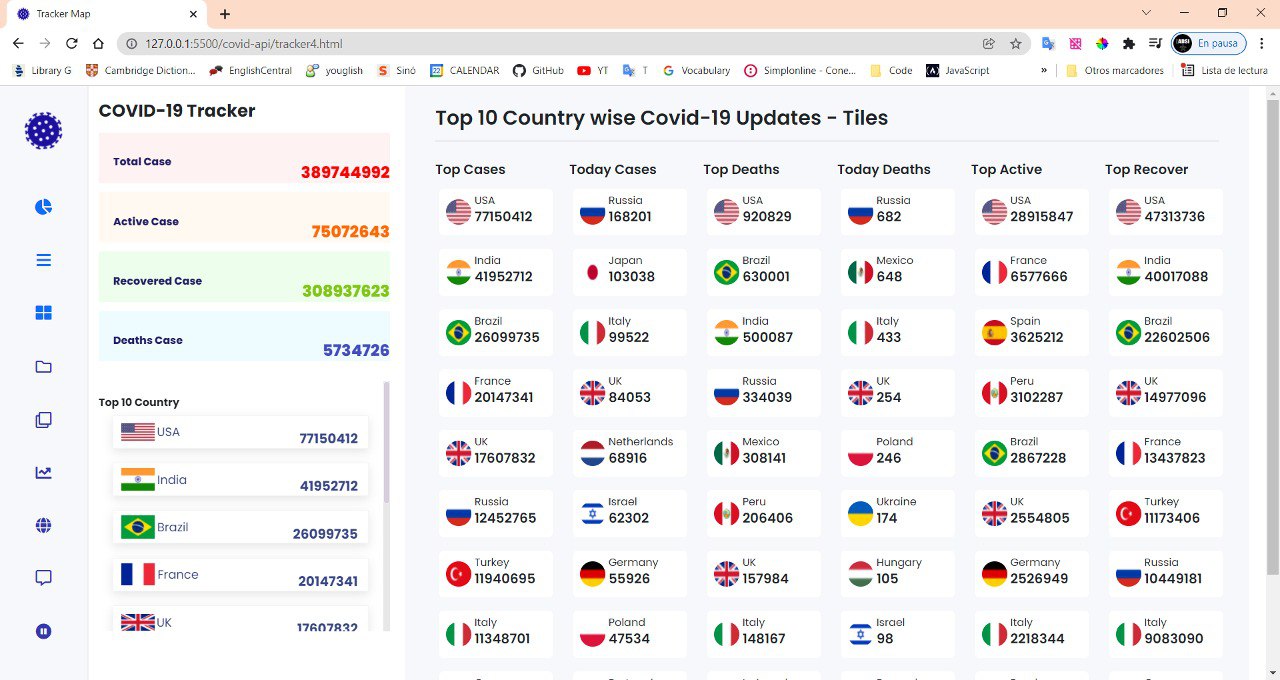 Tracker Map
127.0.0.1:5500/covid-api/tracker4.html
En pausa
Library G
Cambridge Diction...
EnglishCentral
youglish
Sinó
GitHub
YT
T
Vocabulary
Simplonline - Cone...
Code
JavaScript
»
Otros marcadores
Lista de lectura
COVID-19 Tracker
Total Case
389744992
Active Case
75072643
Recovered Case
308937623
Deaths Case
5734726
Top 10 Country
USA
77150412
India
41952712
Brazil
26099735
France
20147341
UK
17607832
Top 10 Country wise Covid-19 Updates - Tiles
Top Cases
USA
77150412
India
41952712
Brazil
26099735
France
20147341
UK
17607832
Russia
12452765
Turkey
11940695
Italy
11348701
Today Cases
Russia
168201
Japan
103038
Italy
99522
UK
84053
Netherlands
68916
Israel
62302
Germany
55926
Poland
47534
Top Deaths
USA
920829
Brazil
630001
India
500087
Russia
334039
Mexico
308141
Peru
206406
UK
157984
Italy
148167
Today Deaths
Russia
682
Mexico
648
Italy
433
UK
254
Poland
246
Ukraine
174
Hungary
105
Israel
98
Top Active
USA
28915847
France
6577666
Spain
3625212
Peru
3102287
Brazil
2867228
UK
2554805
Germany
2526949
Italy
2218344
Top Recover
USA
47313736
India
40017088
Brazil
22602506
UK
14977096
France
13437823
Turkey
11173406
Russia
10449181
Italy
9083090